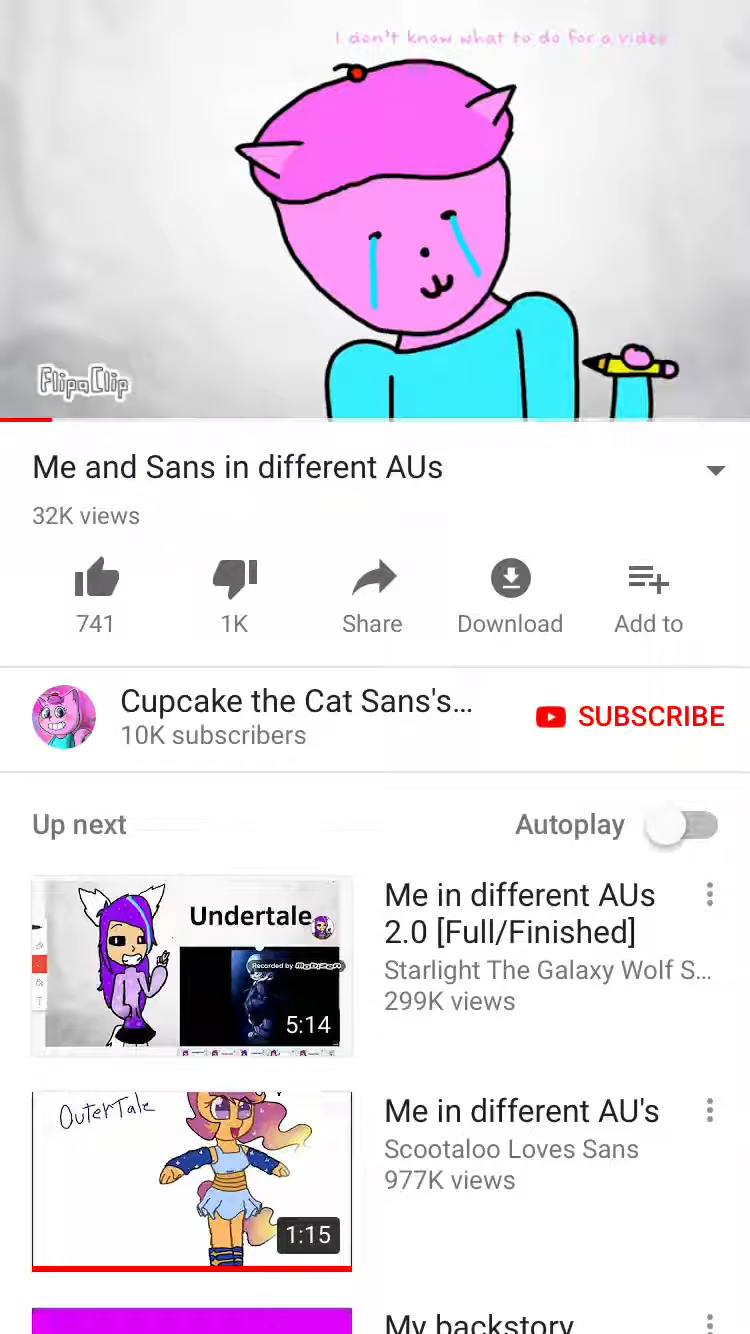 I don't know what to do for a video
FlipaClip
Me and Sans in different AUs
32K views
741
1K
Share
Download
Add to
Cupcake the Cat Sans's...
10K subscribers
SUBSCRIBE
Up next
Autoplay
Undertale
Recorded by Mobizen
5:14
Me in different AUs
2.0 [Full/Finished]
Starlight The Galaxy Wolf S...
299K views
OuterTale
1:15
Me in different AU's
Scootaloo Loves Sans
977K views
My backstory